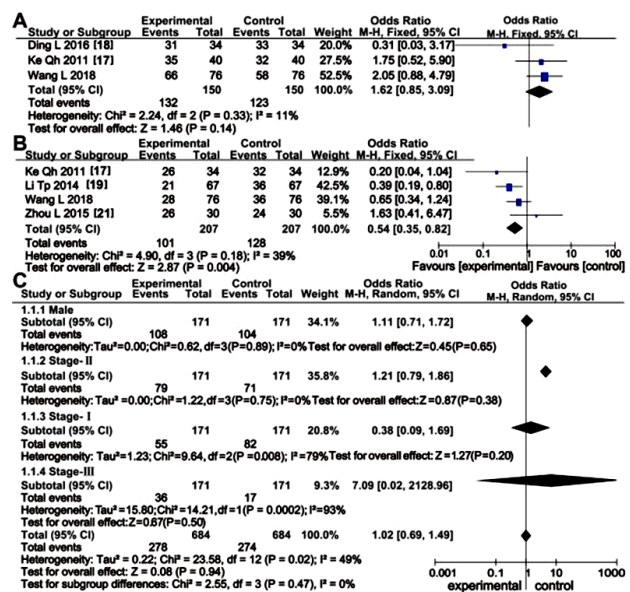 A
Experimental Control Odds Ratio Odds Ratio
Study or Subgroup Events Total Events Total Weight M-H, Fixed, 95% CI M-H, Fixed, 95% CI
Ding L 2016 [18] 31 34 33 34 20.0% 0.31 [0.03, 3.17]
Ke Qh 2011 [17] 35 40 32 40 27.5% 1.75 [0.52, 5.90]
Wang L 2018 66 76 58 76 52.5% 2.05 [0.88, 4.79]
Total (95% CI) 150 150 100.0% 1.62 [0.85, 3.09]
Total events 132 123
Heterogeneity: Chi² = 2.24, df = 2 (P = 0.33); I² = 11%
Test for overall effect: Z = 1.46 (P = 0.14)
B
Experimental Control Odds Ratio Odds Ratio
Study or Subgroup Events Total Events Total Weight M-H, Fixed, 95% CI M-H, Fixed, 95% CI
Ke Qh 2011 [17] 26 34 32 34 12.9% 0.20 [0.04, 1.04]
Li Tp 2014 [19] 21 67 36 67 42.5% 0.39 [0.19, 0.80]
Wang L 2018 28 76 36 76 39.1% 0.65 [0.34, 1.24]
Zhou L 2015 [21] 26 30 24 30 5.5% 1.63 [0.41, 6.47]
Total (95% CI) 207 207 100.0% 0.54 [0.35, 0.82]
Total events 101 128
Heterogeneity: Chi² = 4.90, df = 3 (P = 0.18); I² = 39%
Test for overall effect: Z = 2.87 (P = 0.004)
0.01 0.1 1 10 100
Favours [experimental] Favours [control]
C
Experimental Control Odds Ratio Odds Ratio
Study or Subgroup Events Total Events Total Weight M-H, Random, 95% CI M-H, Random, 95% CI
1.1.1 Male
Subtotal (95% CI) 171 171 34.1% 1.11 [0.71, 1.72]
Total events 108 104
Heterogeneity:Tau²=0.00;Chi²=0.62, df=3(P=0.89); I²=0%Test for overall effect:Z=0.45(P=0.65)
1.1.2 Stage-Ⅱ
Subtotal (95% CI) 171 171 35.8% 1.21 [0.79, 1.86]
Total events 79 71
Heterogeneity: Tau² =0.00;Chi²=1.22,df=3(P=0.75); I²=0% Test for overall effect:Z=0.87(P=0.38)
1.1.3 Stage-Ⅰ
Subtotal (95% CI) 171 171 20.8% 0.38 [0.09, 1.69]
Total events 55 82
Heterogeneity: Tau²=1.23;Chi²=9.64,df=2(P=0.008); I²=79%Test for overall effect:Z=1.27(P=0.20)
1.1.4 Stage-Ⅲ
Subtotal (95% CI) 171 171 9.3% 7.09 [0.02, 2128.96]
Total events 36 17
Heterogeneity: Tau²=15.80;Chi²=14.21,df=1(P=0.0002); I²=93%
Test for overall effect:Z=0.67(P=0.50)
Total (95% CI) 684 684 100.0% 1.02 [0.69, 1.49]
Total events 278 274
Heterogeneity: Tau² = 0.22; Chi² = 23.58, df = 12 (P = 0.02); I² = 49%
Test for overall effect: Z = 0.08 (P = 0.94)
Test for subgroup differences: Chi² = 2.55, df = 3 (P = 0.47), I² = 0%
0.001 0.1 1 10 1000
experimental control